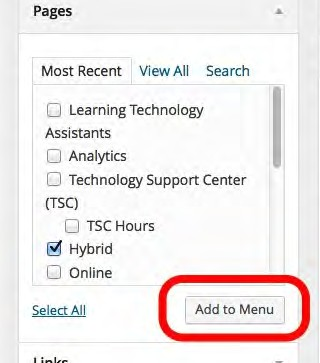 Pages
Most Recent View All Search
Learning Technology
Assistants
Analytics
Technology Support Center
(TSC)
TSC Hours
Hybrid
Online
Select All Add to Menu
Links